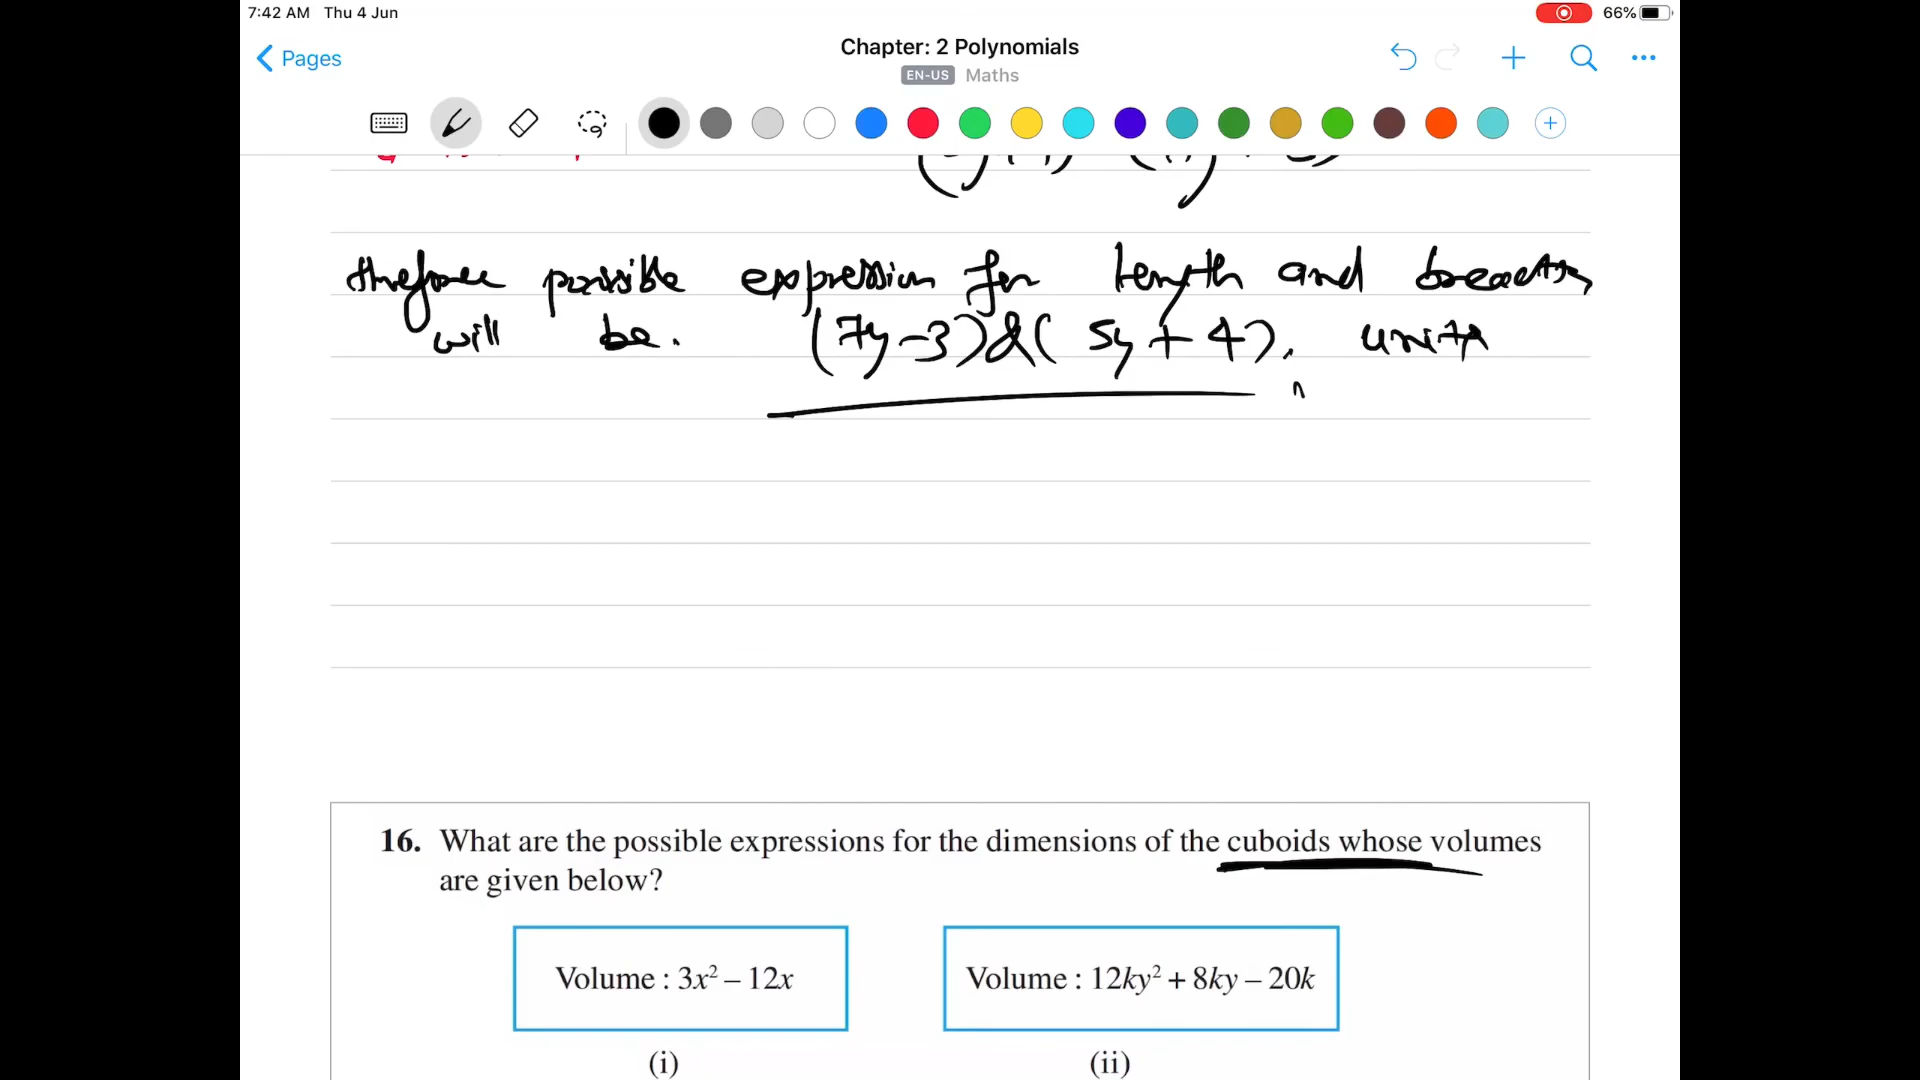 7:42 AM Thu 4 Jun
66%
Pages
Chapter: 2 Polynomials
EN-US Maths
therefore possible expression for length and breadth,
will be. (7y-3)&(5y+4). units
16. What are the possible expressions for the dimensions of the cuboids whose volumes
are given below?
Volume : 3x² – 12x
Volume : 12ky² + 8ky – 20k
(i)
(ii)